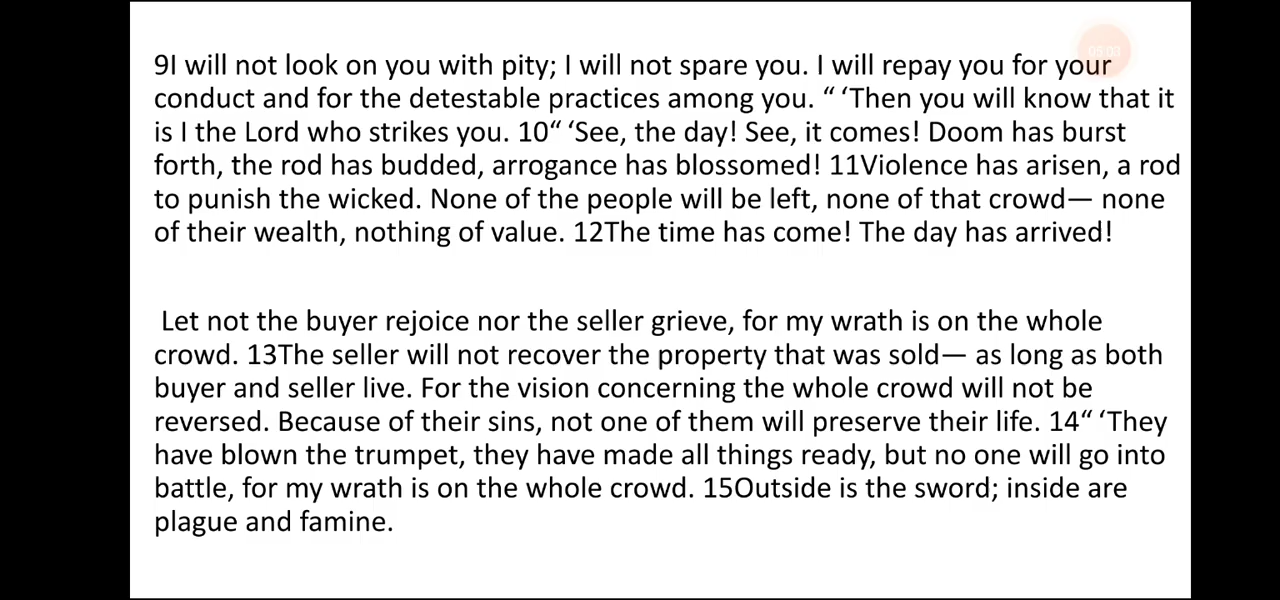 05:03
9I will not look on you with pity; I will not spare you. I will repay you for your
conduct and for the detestable practices among you. “ ‘Then you will know that it
is I the Lord who strikes you. 10“ ‘See, the day! See, it comes! Doom has burst
forth, the rod has budded, arrogance has blossomed! 11Violence has arisen, a rod
to punish the wicked. None of the people will be left, none of that crowd— none
of their wealth, nothing of value. 12The time has come! The day has arrived!
Let not the buyer rejoice nor the seller grieve, for my wrath is on the whole
crowd. 13The seller will not recover the property that was sold— as long as both
buyer and seller live. For the vision concerning the whole crowd will not be
reversed. Because of their sins, not one of them will preserve their life. 14“ ‘They
have blown the trumpet, they have made all things ready, but no one will go into
battle, for my wrath is on the whole crowd. 15Outside is the sword; inside are
plague and famine.